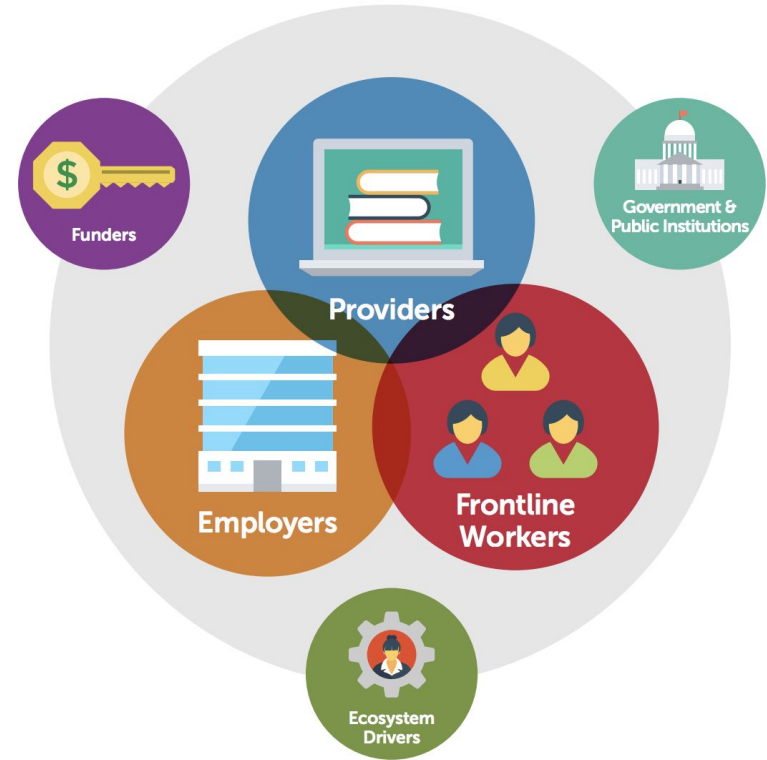 $
Funders
Providers
Government &
Public Institutions
Employers
Frontline
Workers
Ecosystem
Drivers